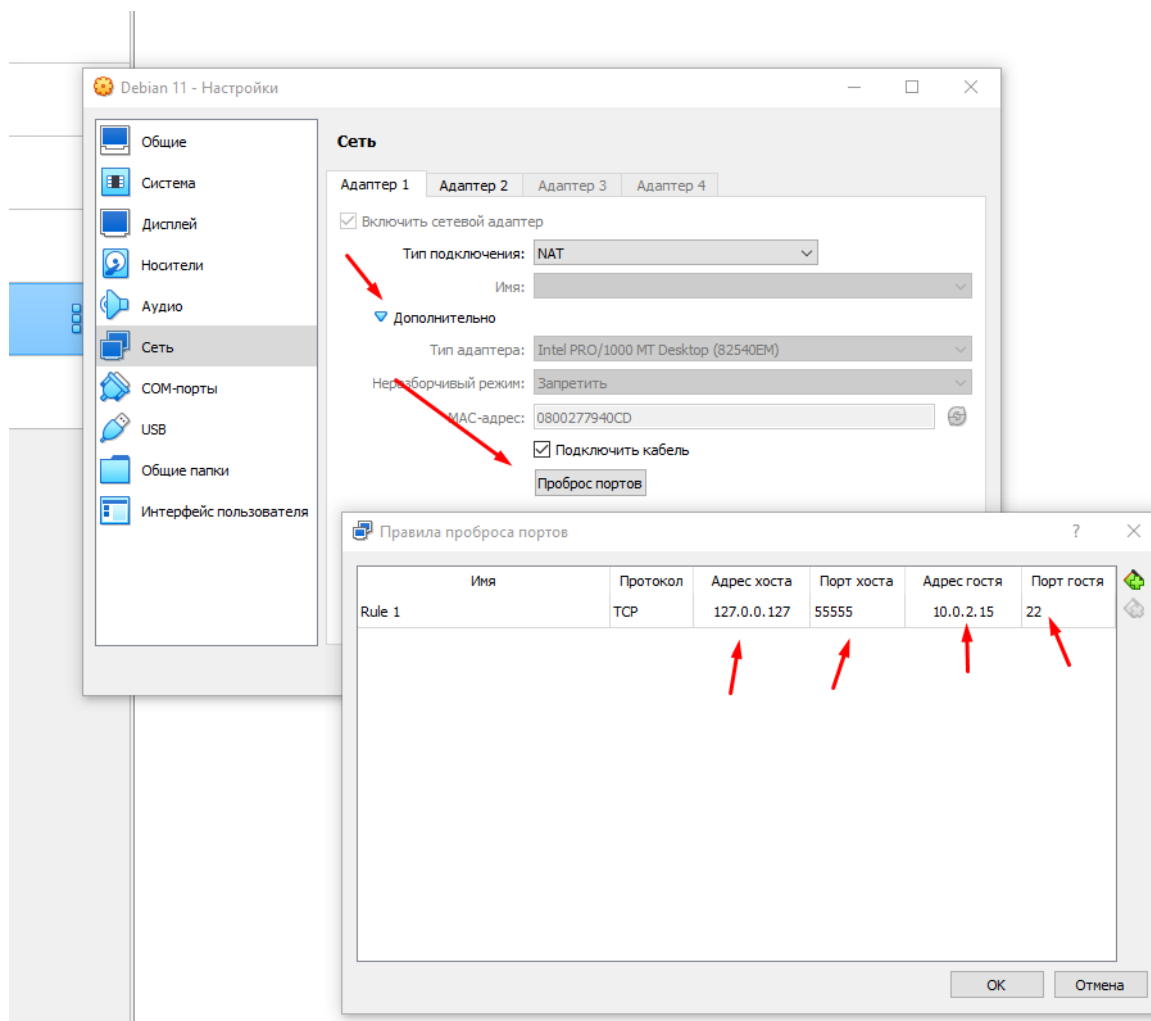 Debian 11 - Настройки
Общие
Система
Дисплей
Носители
Аудио
Сеть
COM-порты
USB
Общие папки
Интерфейс пользователя
Сеть
Адаптер 1 Адаптер 2 Адаптер 3 Адаптер 4
Включить сетевой адаптер
Тип подключения: NAT
Имя:
Дополнительно
Тип адаптера: Intel PRO/1000 MT Desktop (82540EM)
Неразборчивый режим: Запретить
MAC-адрес: 0800277940CD
Подключить кабель
Проброс портов
Правила проброса портов ?
Имя Протокол Адрес хоста Порт хоста Адрес гостя Порт гостя
Rule 1 TCP 127.0.0.127 55555 10.0.2.15 22
OK Отмена